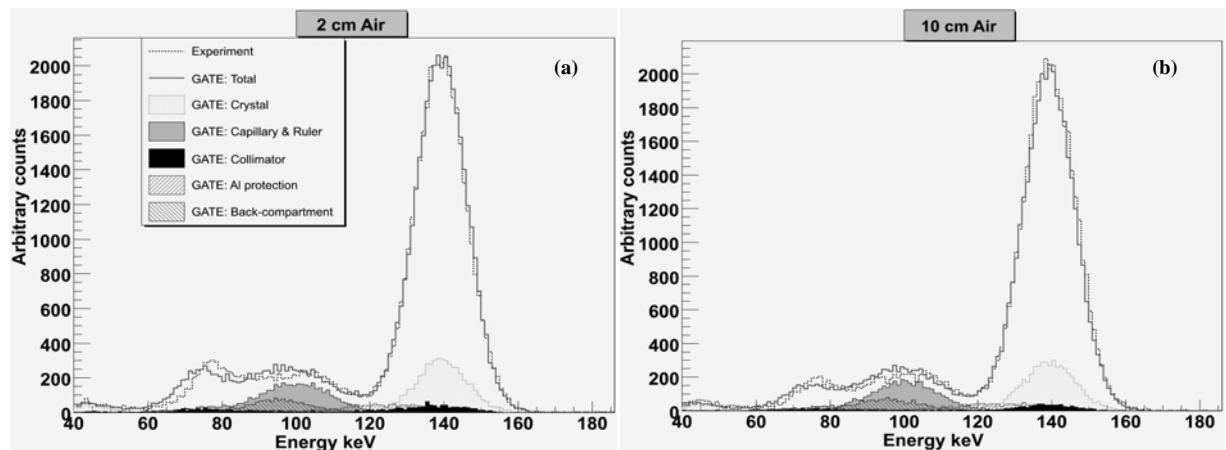 2 cm Air
(a)
Experiment
GATE: Total
GATE: Crystal
GATE: Capillary & Ruler
GATE: Collimator
GATE: Al protection
GATE: Back-compartment
Arbitrary counts
2000
1800
1600
1400
1200
1000
800
600
400
200
0
40 60 80 100 120 140 160 180
Energy keV
10 cm Air
(b)
Arbitrary counts
2000
1800
1600
1400
1200
1000
800
600
400
200
0
40 60 80 100 120 140 160 180
Energy keV